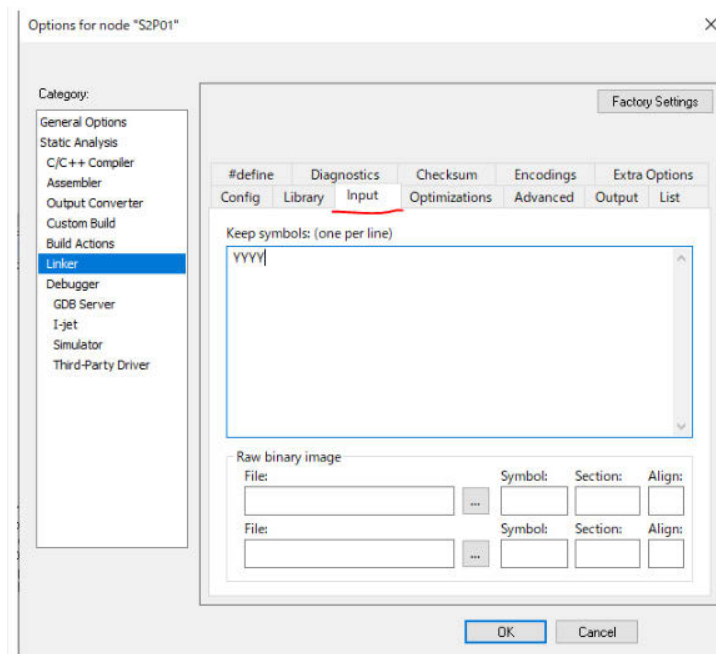 Options for node "S2P01"
Category:
Factory Settings
General Options
Static Analysis
C/C++ Compiler
Assembler
Output Converter
Custom Build
Build Actions
Linker
Debugger
GDB Server
I-jet
Simulator
Third-Party Driver
#define Diagnostics Checksum Encodings Extra Options
Config Library Input Optimizations Advanced Output List
Keep symbols: (one per line)
YYYY
Raw binary image
File: Symbol: Section: Align:
...
File: Symbol: Section: Align:
...
OK Cancel